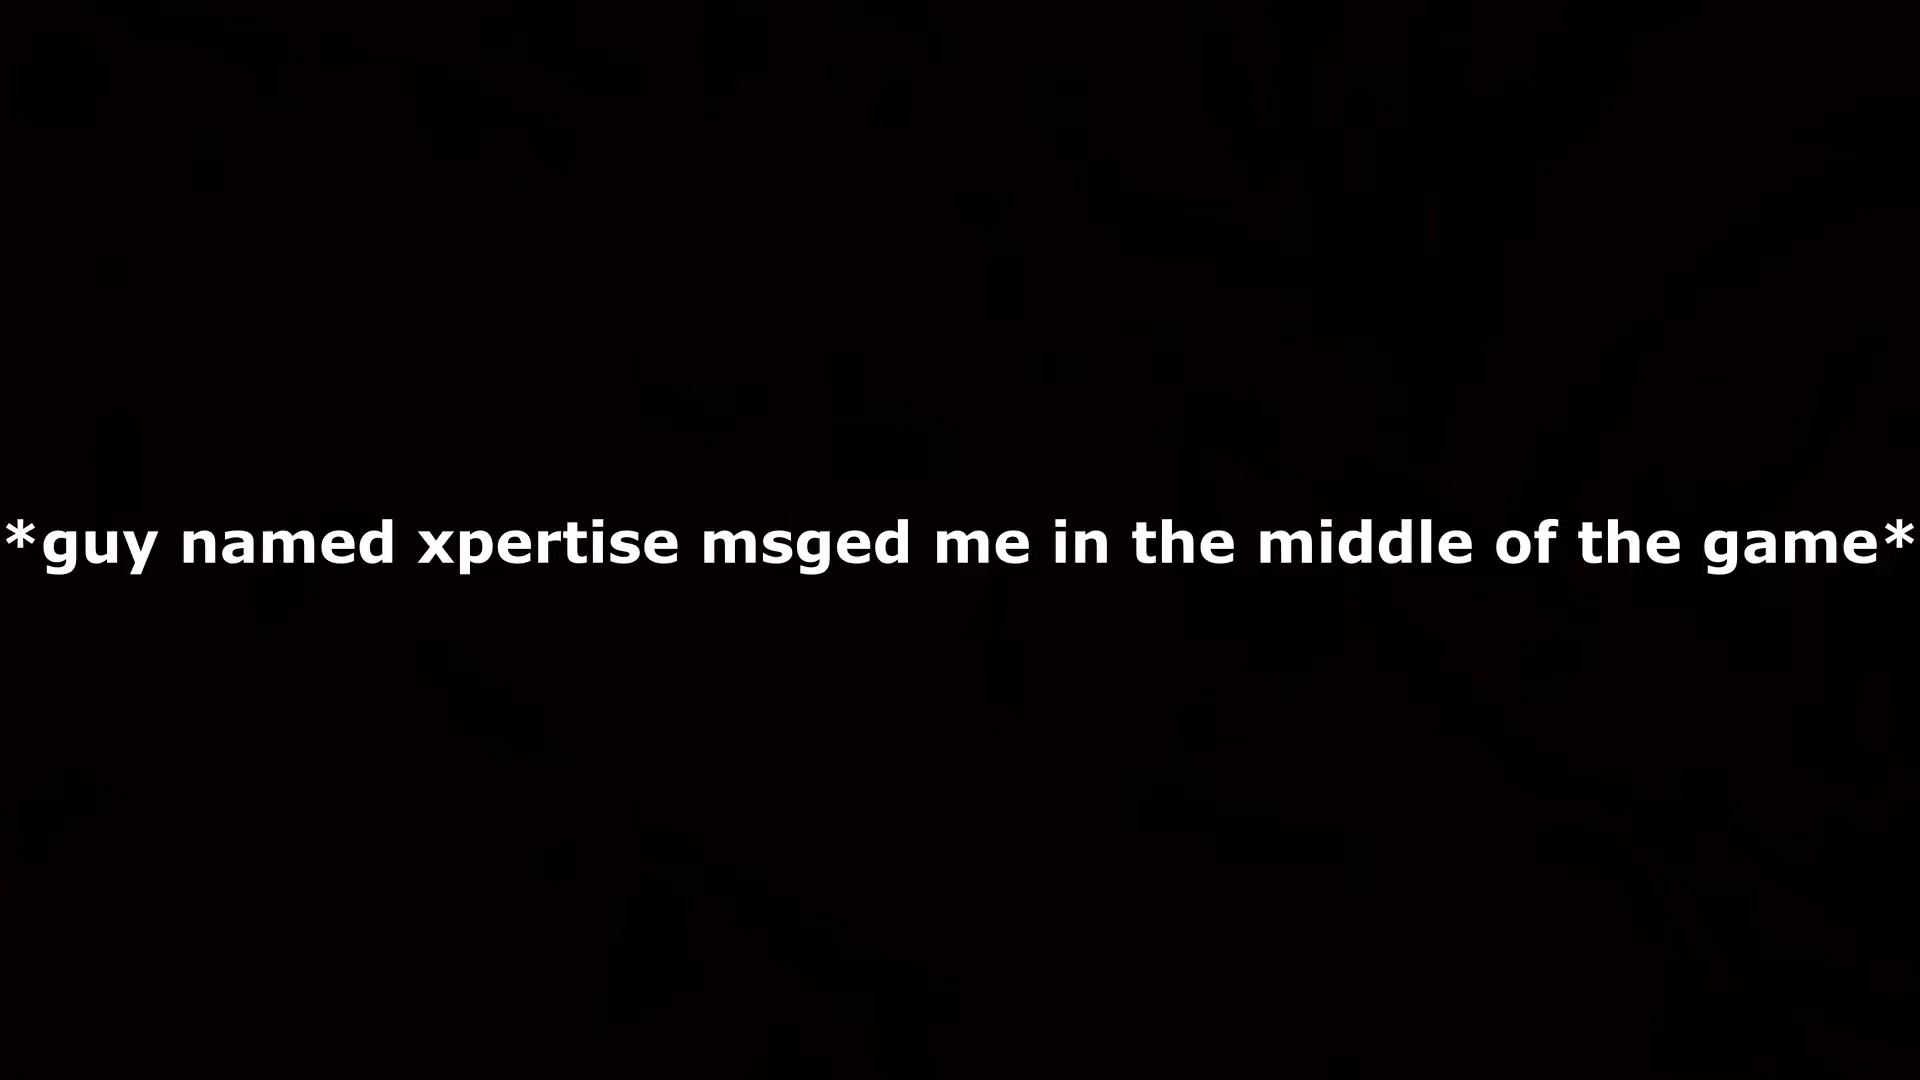 *guy named xpertise msged me in the middle of the game*